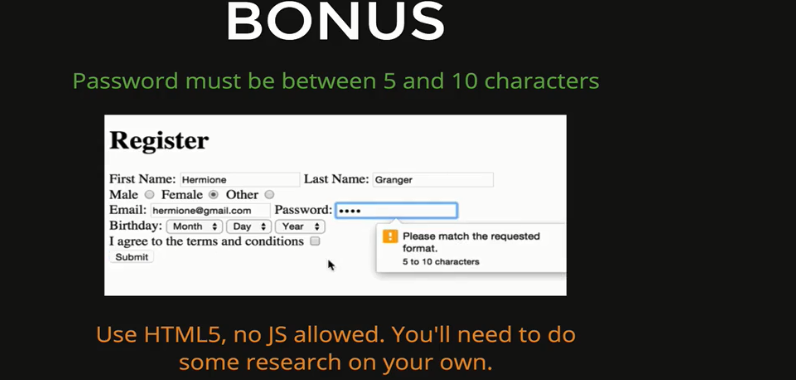 BONUS
Password must be between 5 and 10 characters
Register
First Name: Hermione Last Name: Granger
Male Female Other
Email: hermione@gmail.com Password: ••••
Birthday: Month Day Year
I agree to the terms and conditions
Submit
! Please match the requested
format.
5 to 10 characters
Use HTML5, no JS allowed. You'll need to do
some research on your own.